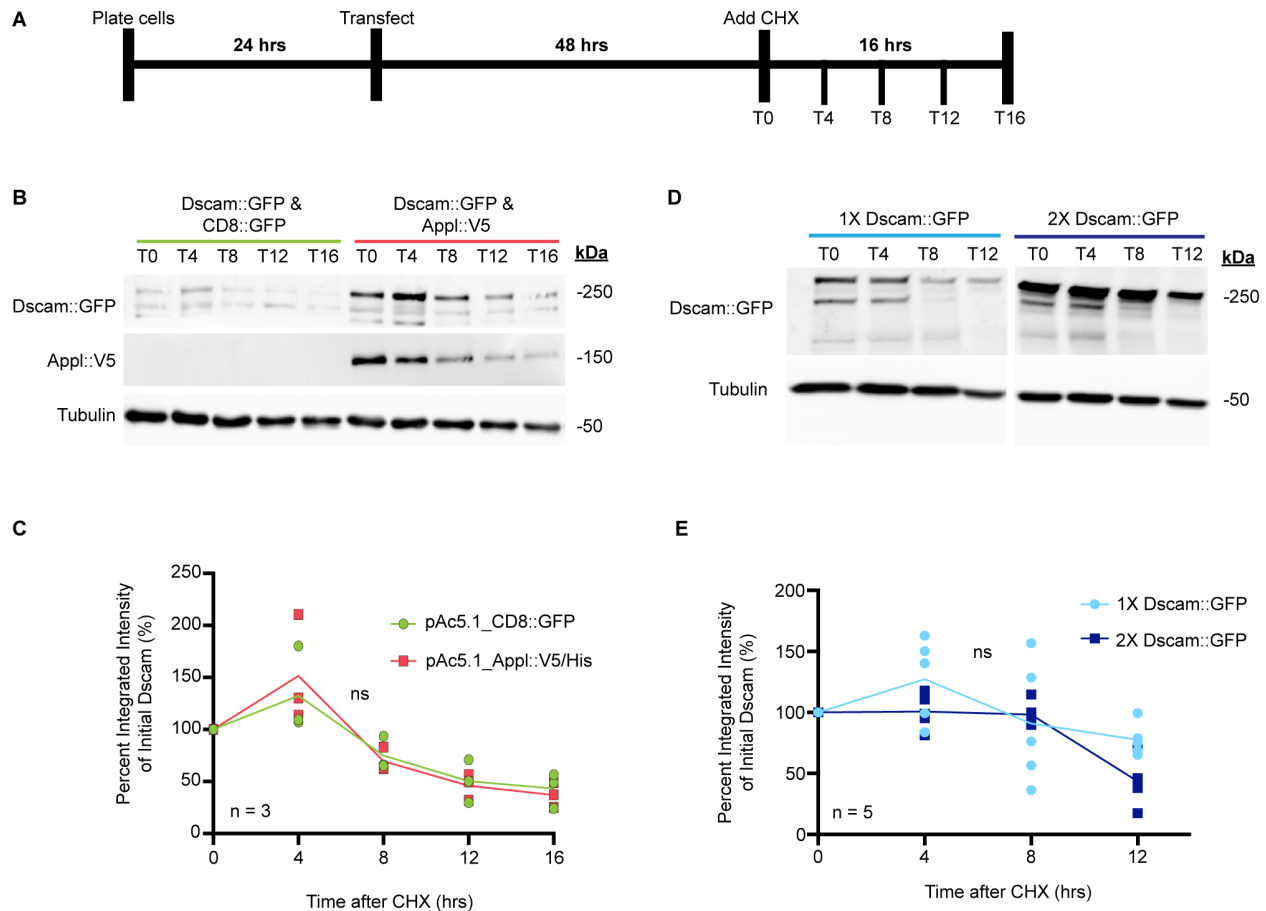 A
Plate cells
Transfect
Add CHX
24 hrs
48 hrs
16 hrs
T0
T4
T8
T12
T16
B
Dscam::GFP &
CD8::GFP
Dscam::GFP &
Appl::V5
T0 T4 T8 T12 T16 T0 T4 T8 T12 T16 kDa
Dscam::GFP
-250
Appl::V5
-150
Tubulin
-50
D
1X Dscam::GFP
2X Dscam::GFP
T0 T4 T8 T12 T0 T4 T8 T12 kDa
Dscam::GFP
-250
Tubulin
-50
C
Percent Integrated Intensity
of Initial Dscam (%)
250
200
150
100
50
0
pAc5.1_CD8::GFP
pAc5.1_Appl::V5/His
ns
n = 3
0 4 8 12 16
Time after CHX (hrs)
E
Percent Integrated Intensity
of Initial Dscam (%)
200
150
100
50
0
1X Dscam::GFP
2X Dscam::GFP
ns
n = 5
0 4 8 12
Time after CHX (hrs)